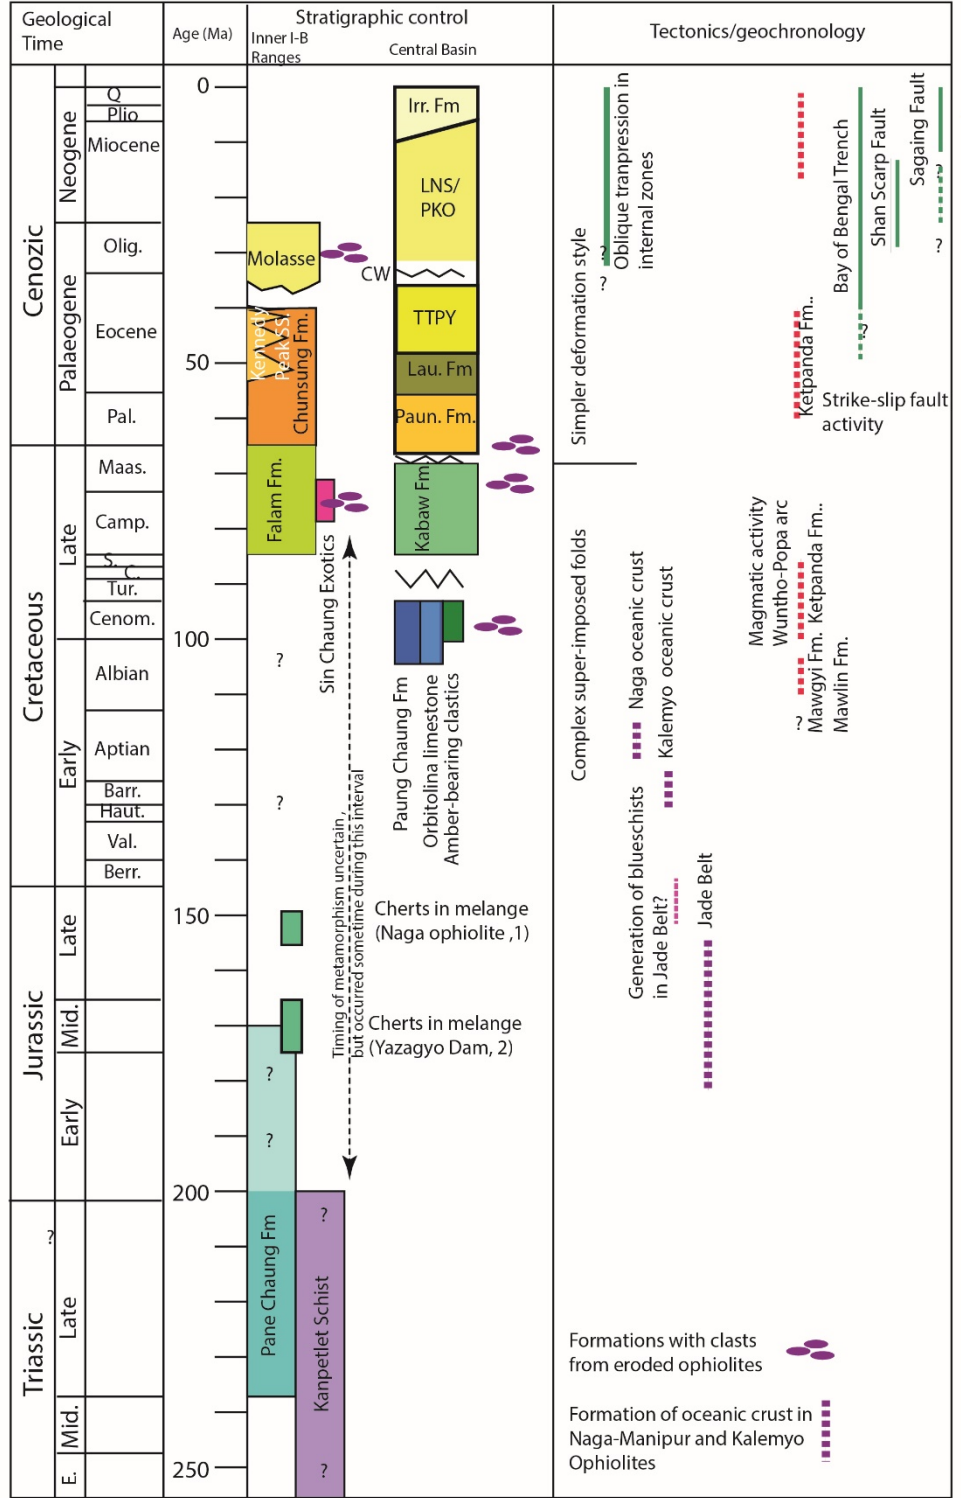 Geological
Time
Age (Ma)
Stratigraphic control
Inner I-B
Ranges
Central Basin
Tectonics/geochronology
Cenozic
Neogene
Palaeogene
Q
Plio
Miocene
Olig.
Eocene
Pal.
Cretaceous
Late
Early
Maas.
Camp.
S.
C.
Tur.
Cenom.
Albian
Aptian
Barr.
Haut.
Val.
Berr.
Jurassic
Late
Mid.
Early
Triassic
?
Late
Mid.
E.
0
50
100
150
200
250
Molasse
Kennedy
Peak SS.
Chunsung Fm.
Falam Fm.
Sin Chaung Exotics
?
?
Timing of metamorphism uncertain,
but occurred sometime during this interval
?
?
Pane Chaung Fm
?
Kanpetlet Schist
?
Irr. Fm
LNS/
PKO
CW
TTPY
Lau. Fm
Paun. Fm.
Kabaw Fm.
Paung Chaung Fm
Orbitolina limestone
Amber-bearing clastics
Cherts in melange
(Naga ophiolite ,1)
Cherts in melange
(Yazagyo Dam, 2)
Simpler deformation style
?
?
Oblique tranpression in
internal zones
Ketpanda Fm..
Bay of Bengal Trench
?
Shan Scarp Fault
Sagaing Fault
?
?
Strike-slip fault
activity
Complex super-imposed folds
Naga oceanic crust
Kalemyo oceanic crust
Generation of blueschists
in Jade Belt?
Jade Belt
Magmatic activity
Wuntho-Popa arc
Mawgyi Fm. Ketpanda Fm..
Mawlin Fm.
?
Formations with clasts
from eroded ophiolites
Formation of oceanic crust in
Naga-Manipur and Kalemyo
Ophiolites